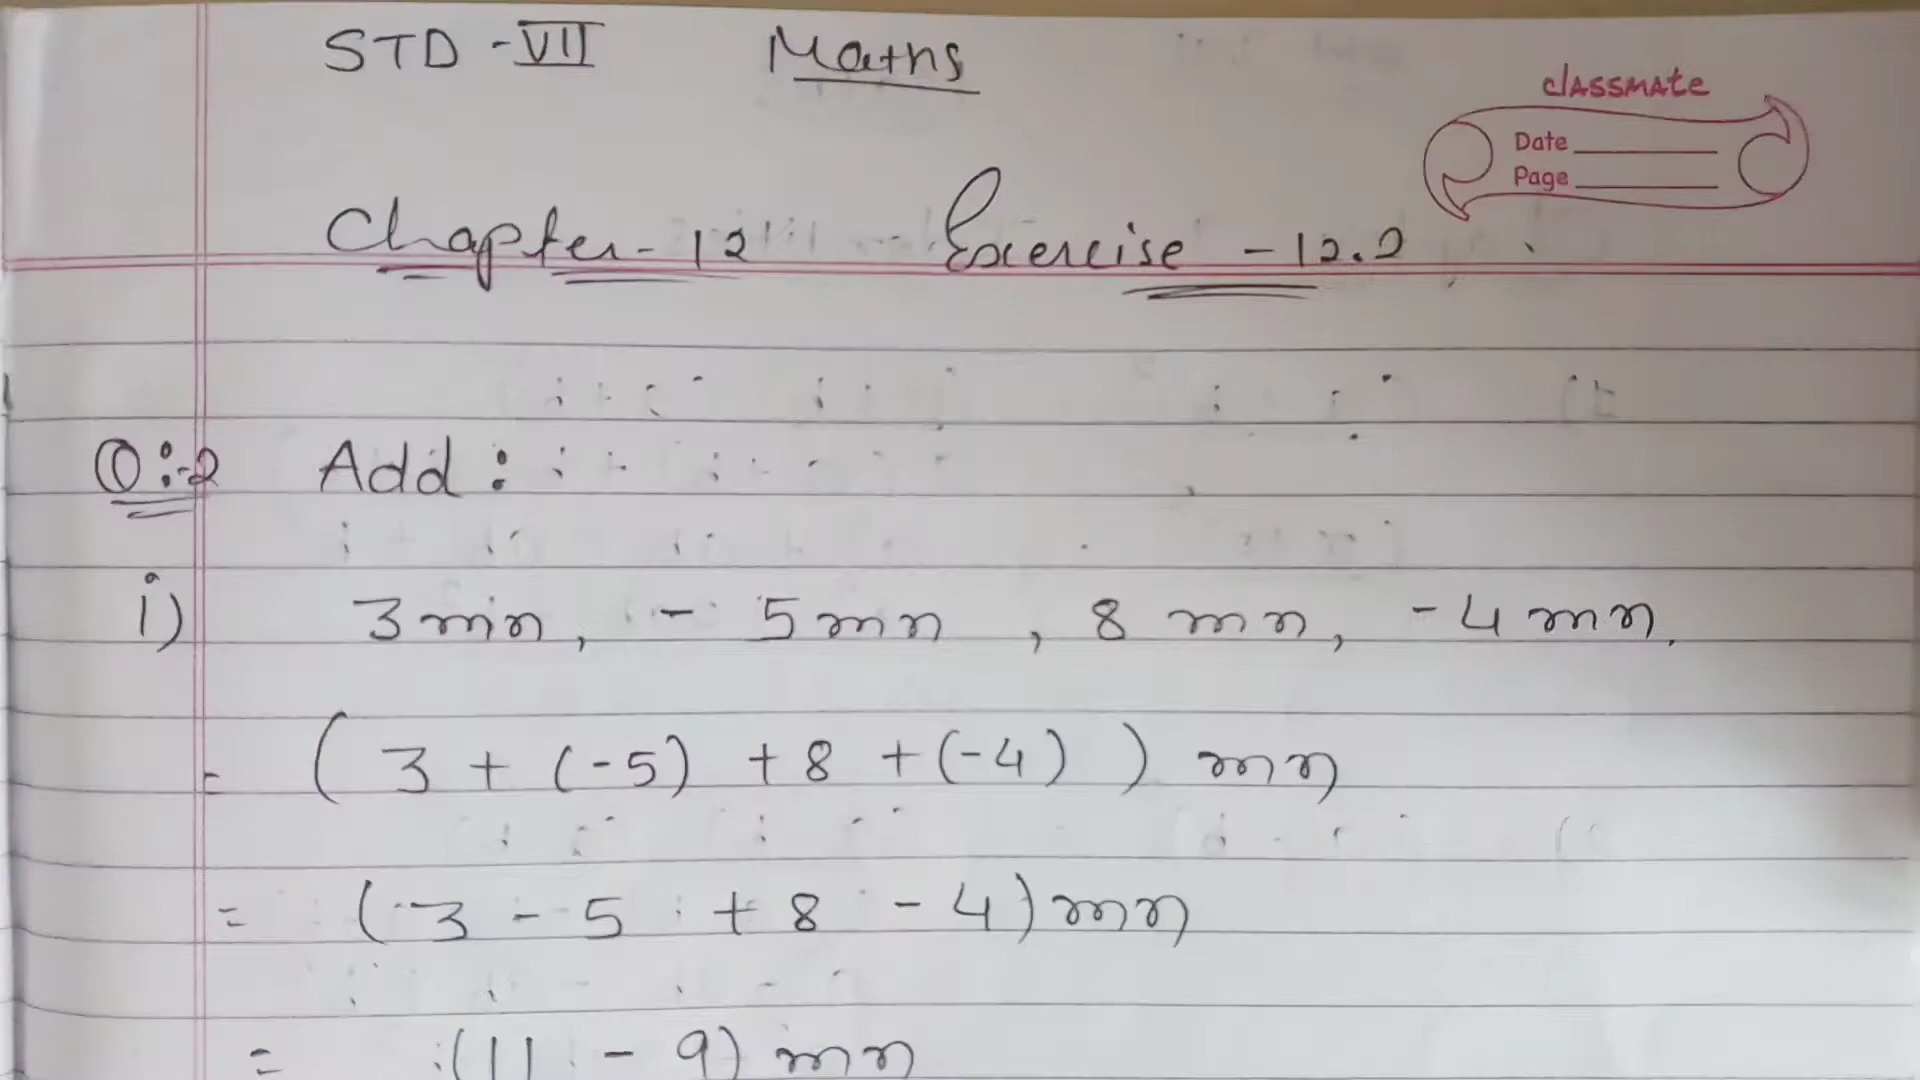 STD - VII Maths
classmate
Date
Page
Chapter - 12 Exercise - 12.2
Q:-2 Add :
i) 3mn, - 5mn, 8mn, -4mn.
= (3 + (-5) + 8 + (-4)) mn
= (3 - 5 + 8 - 4) mn
= (11 - 9) mn